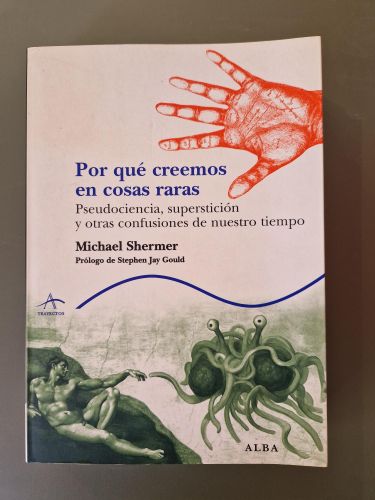 Por qué creemos
en cosas raras
Pseudociencia, superstición
y otras confusiones de nuestro tiempo
Michael Shermer
Prólogo de Stephen Jay Gould
A
TRAYECTOS
ALBA